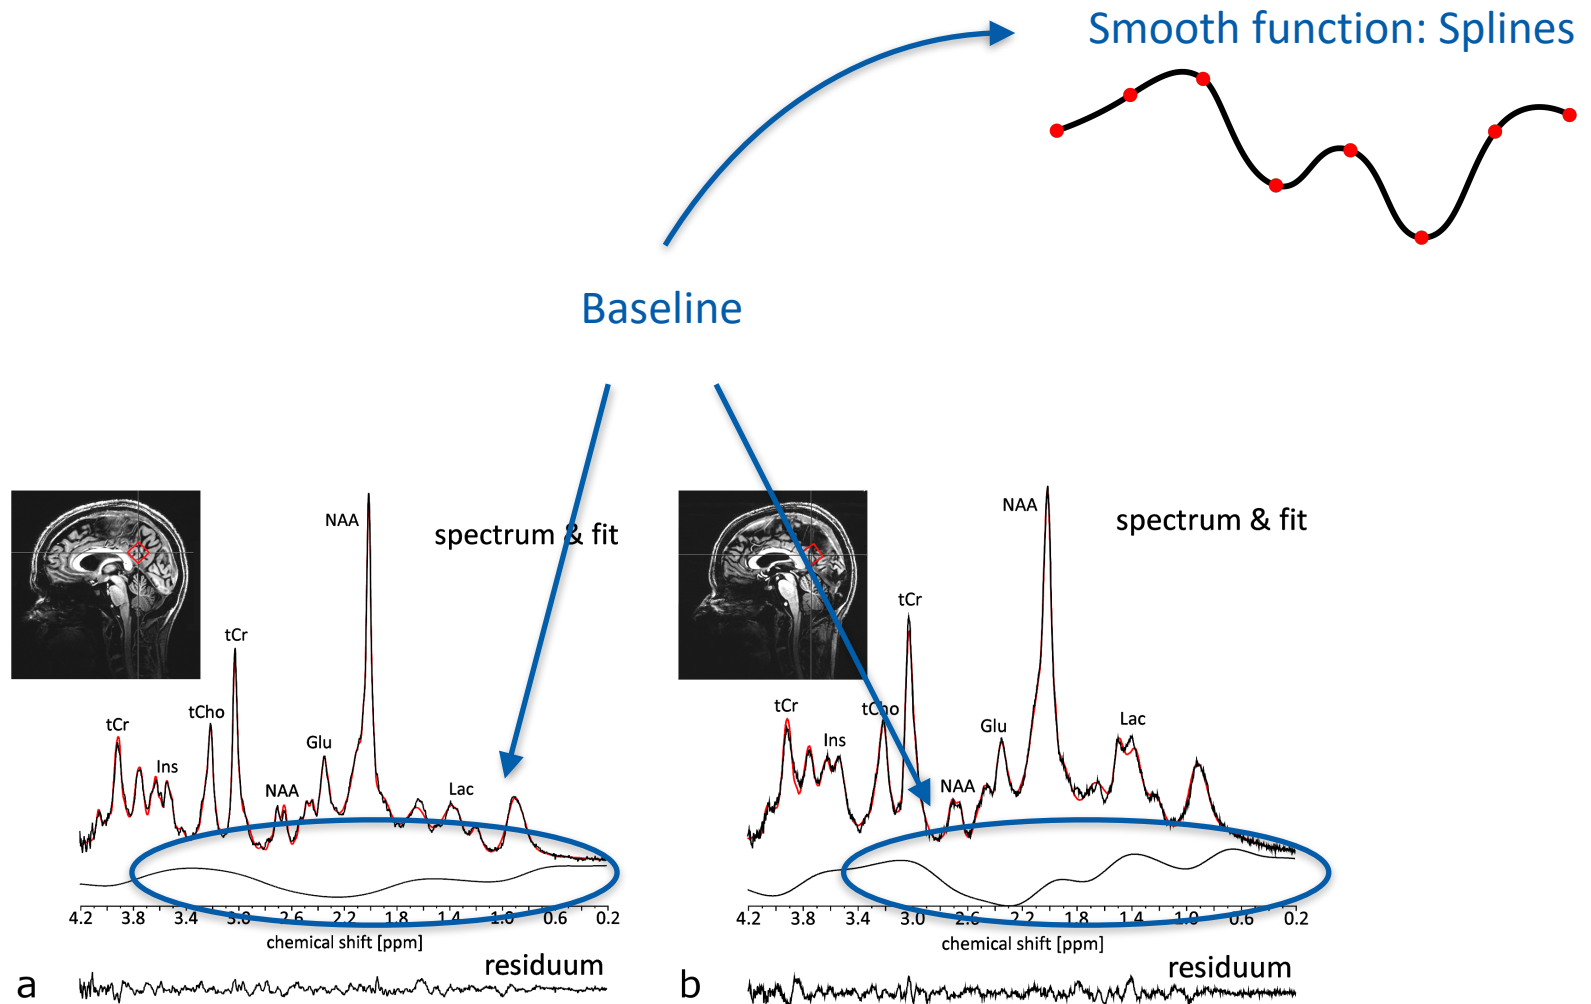 Smooth function: Splines
Baseline
NAA
spectrum & fit
tCr
tCho
tCr
Glu
Ins
NAA
Lac
4.2 3.8 3.4 3.0 2.6 2.2 1.8 1.4 1.0 0.6 0.2
chemical shift [ppm]
residuum
a
NAA
spectrum & fit
tCr
tCr
tCho
Lac
Glu
Ins
NAA
4.2 3.8 3.4 3.0 2.6 2.2 1.8 1.4 1.0 0.6 0.2
chemical shift [ppm]
residuum
b